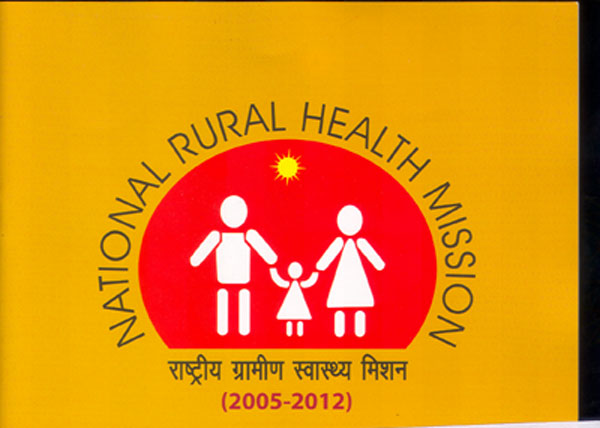 NATIONAL RURAL HEALTH MISSION
राष्ट्रीय ग्रामीण स्वास्थ्य मिशन
(2005-2012)